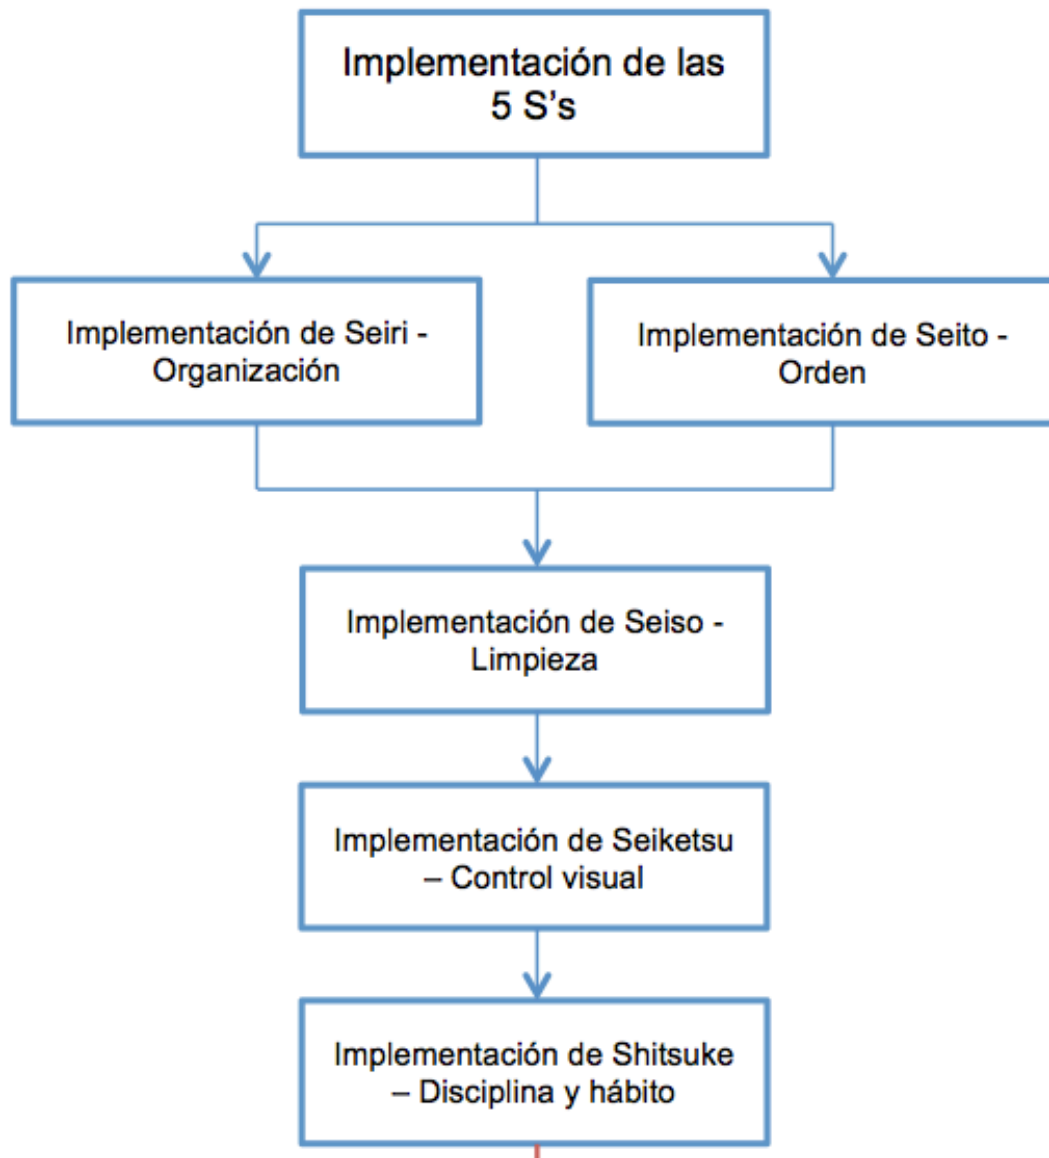 Implementación de las
5 S's
Implementación de Seiri -
Organización
Implementación de Seito -
Orden
Implementación de Seiso -
Limpieza
Implementación de Seiketsu
– Control visual
Implementación de Shitsuke
– Disciplina y hábito